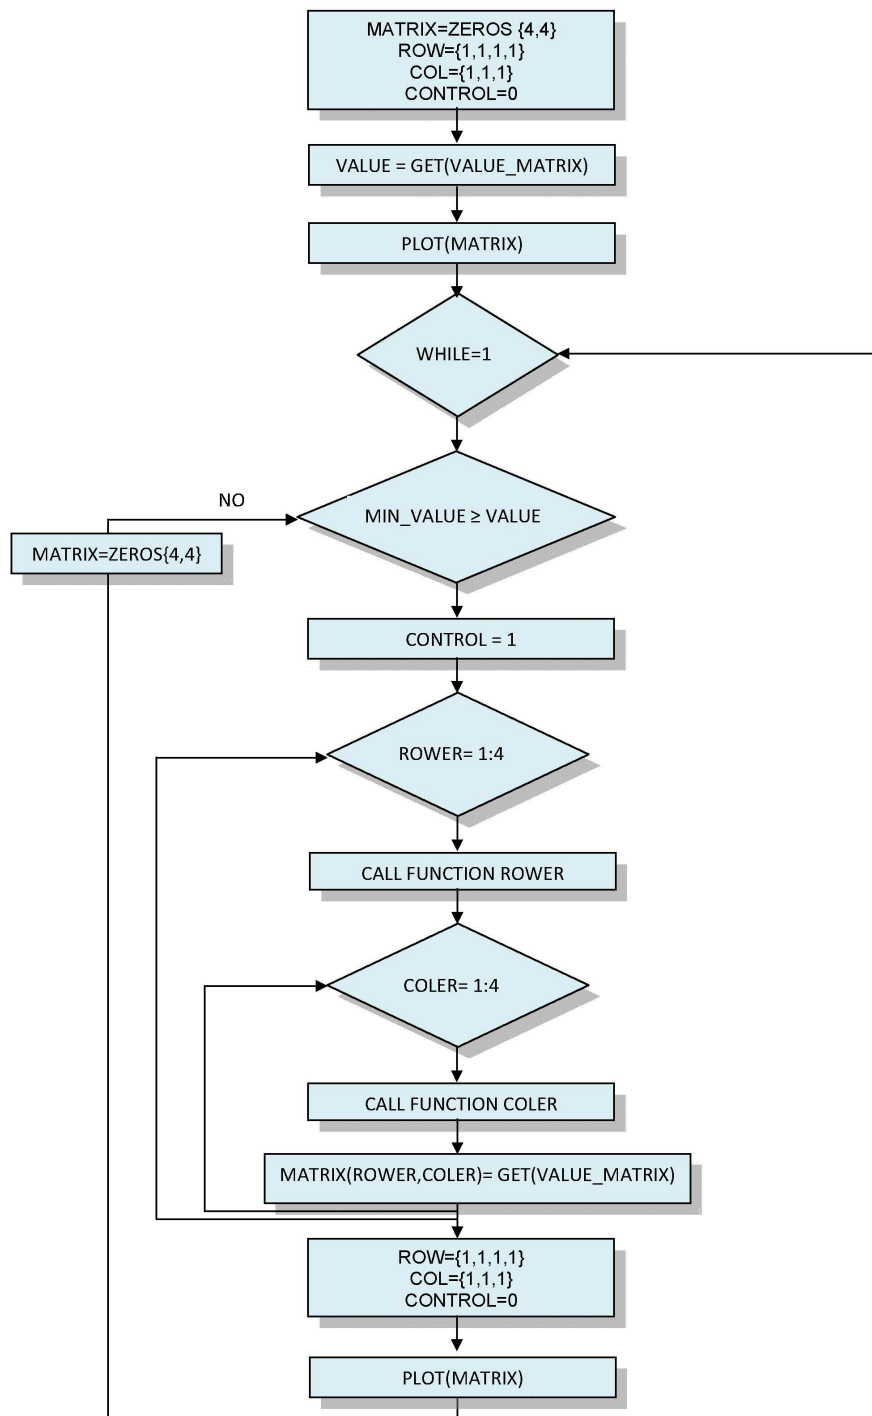 MATRIX=ZEROS {4,4}
ROW={1,1,1,1}
COL={1,1,1}
CONTROL=0
VALUE = GET(VALUE_MATRIX)
PLOT(MATRIX)
WHILE=1
NO
MIN_VALUE ≥ VALUE
MATRIX=ZEROS{4,4}
CONTROL = 1
ROWER= 1:4
CALL FUNCTION ROWER
COLER= 1:4
CALL FUNCTION COLER
MATRIX(ROWER,COLER)= GET(VALUE_MATRIX)
ROW={1,1,1,1}
COL={1,1,1}
CONTROL=0
PLOT(MATRIX)